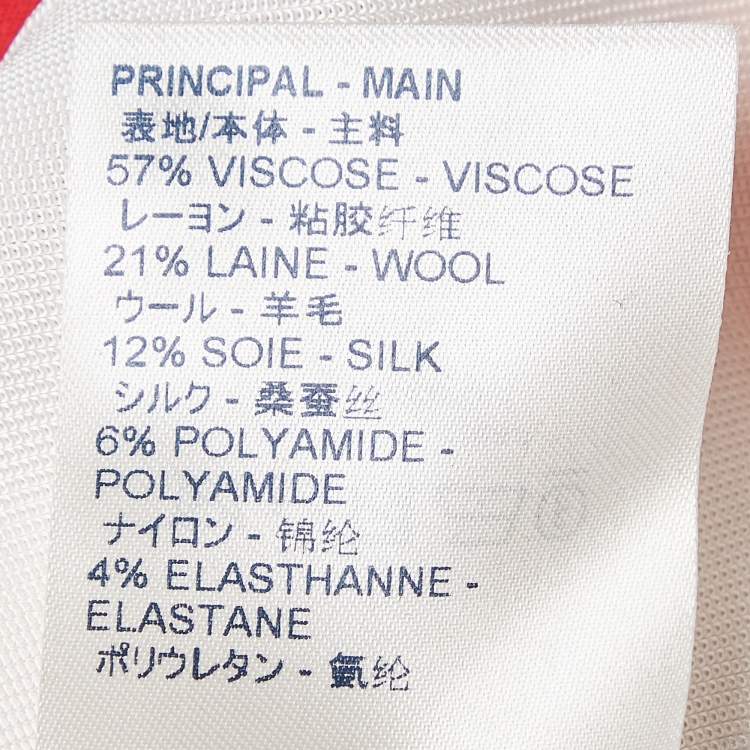 PRINCIPAL - MAIN
表地/本体 - 主料
57% VISCOSE - VISCOSE
レーヨン - 粘胶纤维
21% LAINE - WOOL
ウール - 羊毛
12% SOIE - SILK
シルク - 桑蚕丝
6% POLYAMIDE -
POLYAMIDE
ナイロン - 锦纶
4% ELASTHANNE -
ELASTANE
ポリウレタン - 氨纶